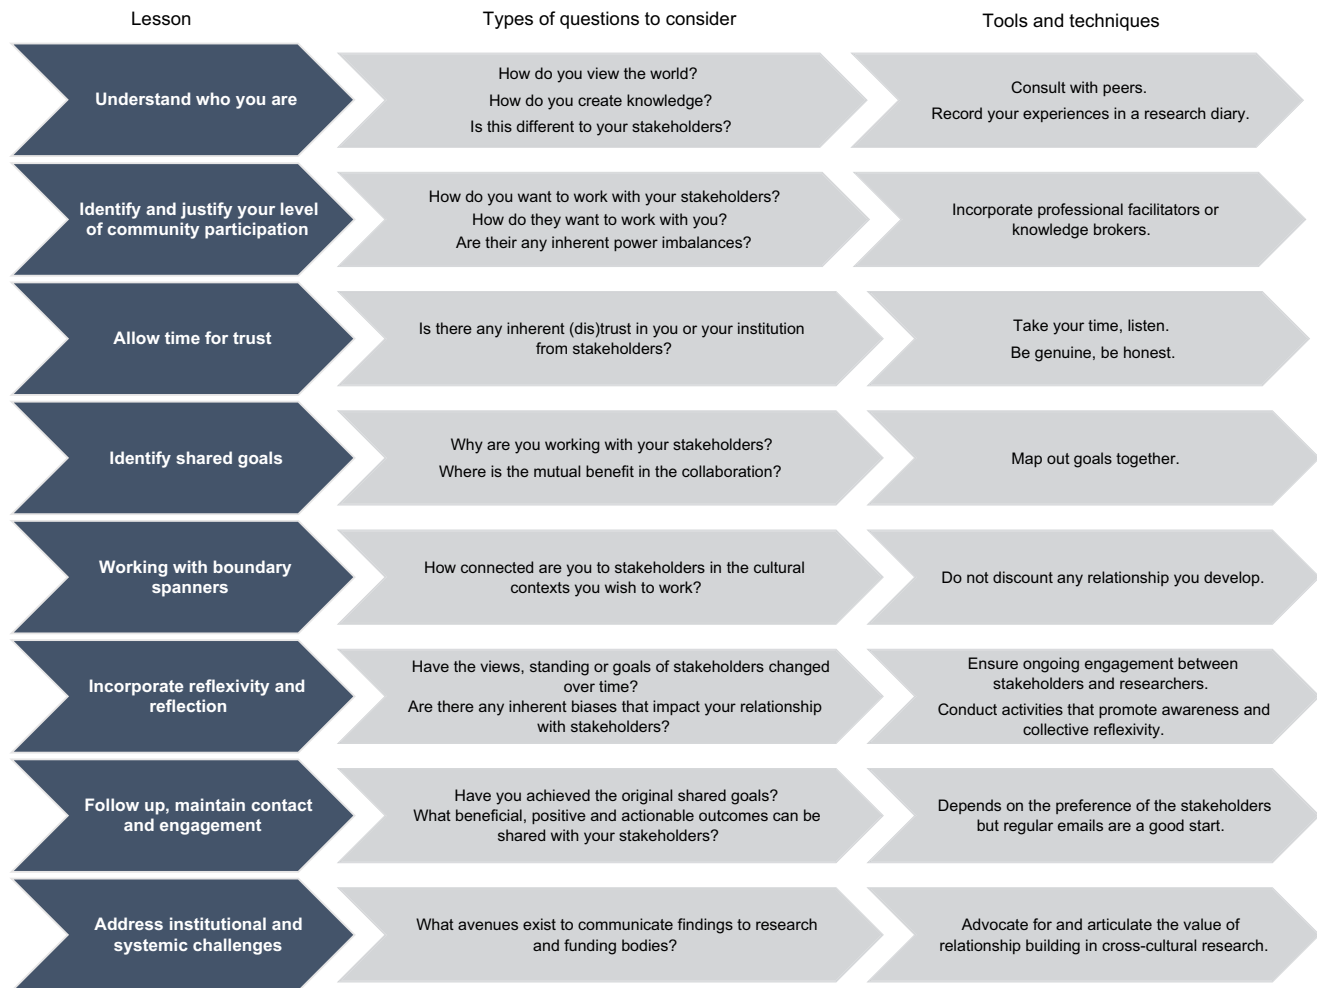 Lesson
Types of questions to consider
Tools and techniques
Understand who you are
How do you view the world?
How do you create knowledge?
Is this different to your stakeholders?
Consult with peers.
Record your experiences in a research diary.
Identify and justify your level
of community participation
How do you want to work with your stakeholders?
How do they want to work with you?
Are their any inherent power imbalances?
Incorporate professional facilitators or
knowledge brokers.
Allow time for trust
Is there any inherent (dis)trust in you or your institution
from stakeholders?
Take your time, listen.
Be genuine, be honest.
Identify shared goals
Why are you working with your stakeholders?
Where is the mutual benefit in the collaboration?
Map out goals together.
Working with boundary
spanners
How connected are you to stakeholders in the cultural
contexts you wish to work?
Do not discount any relationship you develop.
Incorporate reflexivity and
reflection
Have the views, standing or goals of stakeholders changed
over time?
Are there any inherent biases that impact your relationship
with stakeholders?
Ensure ongoing engagement between
stakeholders and researchers.
Conduct activities that promote awareness and
collective reflexivity.
Follow up, maintain contact
and engagement
Have you achieved the original shared goals?
What beneficial, positive and actionable outcomes can be
shared with your stakeholders?
Depends on the preference of the stakeholders
but regular emails are a good start.
Address institutional and
systemic challenges
What avenues exist to communicate findings to research
and funding bodies?
Advocate for and articulate the value of
relationship building in cross-cultural research.